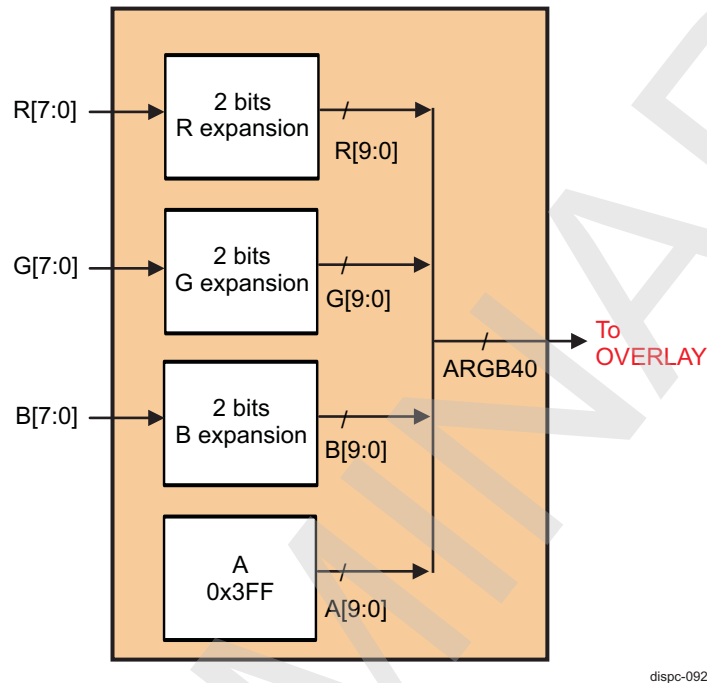 R[7:0]
2 bits
R expansion
R[9:0]
G[7:0]
2 bits
G expansion
G[9:0]
To
OVERLAY
ARGB40
B[7:0]
2 bits
B expansion
B[9:0]
A
0x3FF
A[9:0]
dispc-092